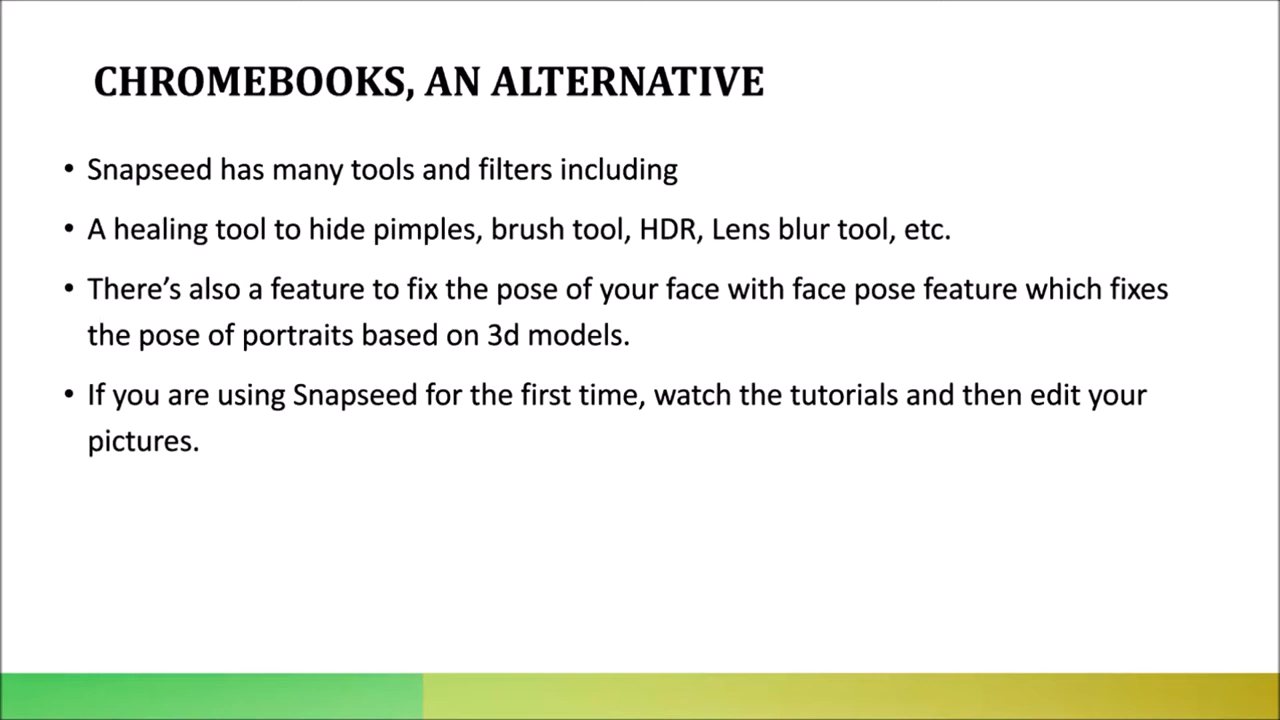 CHROMEBOOKS, AN ALTERNATIVE
• Snapseed has many tools and filters including
• A healing tool to hide pimples, brush tool, HDR, Lens blur tool, etc.
• There’s also a feature to fix the pose of your face with face pose feature which fixes
the pose of portraits based on 3d models.
• If you are using Snapseed for the first time, watch the tutorials and then edit your
pictures.